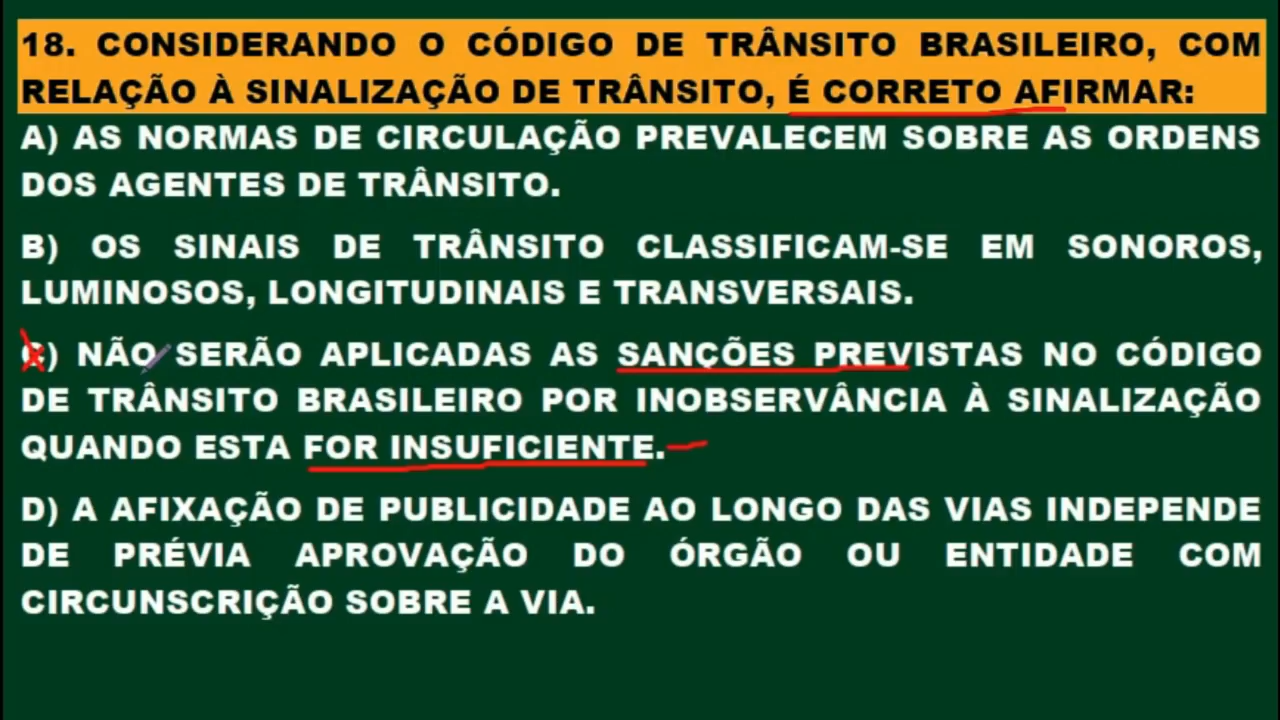 18. CONSIDERANDO O CÓDIGO DE TRÂNSITO BRASILEIRO, COM
RELAÇÃO À SINALIZAÇÃO DE TRÂNSITO, É CORRETO AFIRMAR:
A) AS NORMAS DE CIRCULAÇÃO PREVALECEM SOBRE AS ORDENS
DOS AGENTES DE TRÂNSITO.
B) OS SINAIS DE TRÂNSITO CLASSIFICAM-SE EM SONOROS,
LUMINOSOS, LONGITUDINAIS E TRANSVERSAIS.
C) NÃO SERÃO APLICADAS AS SANÇÕES PREVISTAS NO CÓDIGO
DE TRÂNSITO BRASILEIRO POR INOBSERVÂNCIA À SINALIZAÇÃO
QUANDO ESTA FOR INSUFICIENTE.
D) A AFIXAÇÃO DE PUBLICIDADE AO LONGO DAS VIAS INDEPENDE
DE PRÉVIA APROVAÇÃO DO ÓRGÃO OU ENTIDADE COM
CIRCUNSCRIÇÃO SOBRE A VIA.